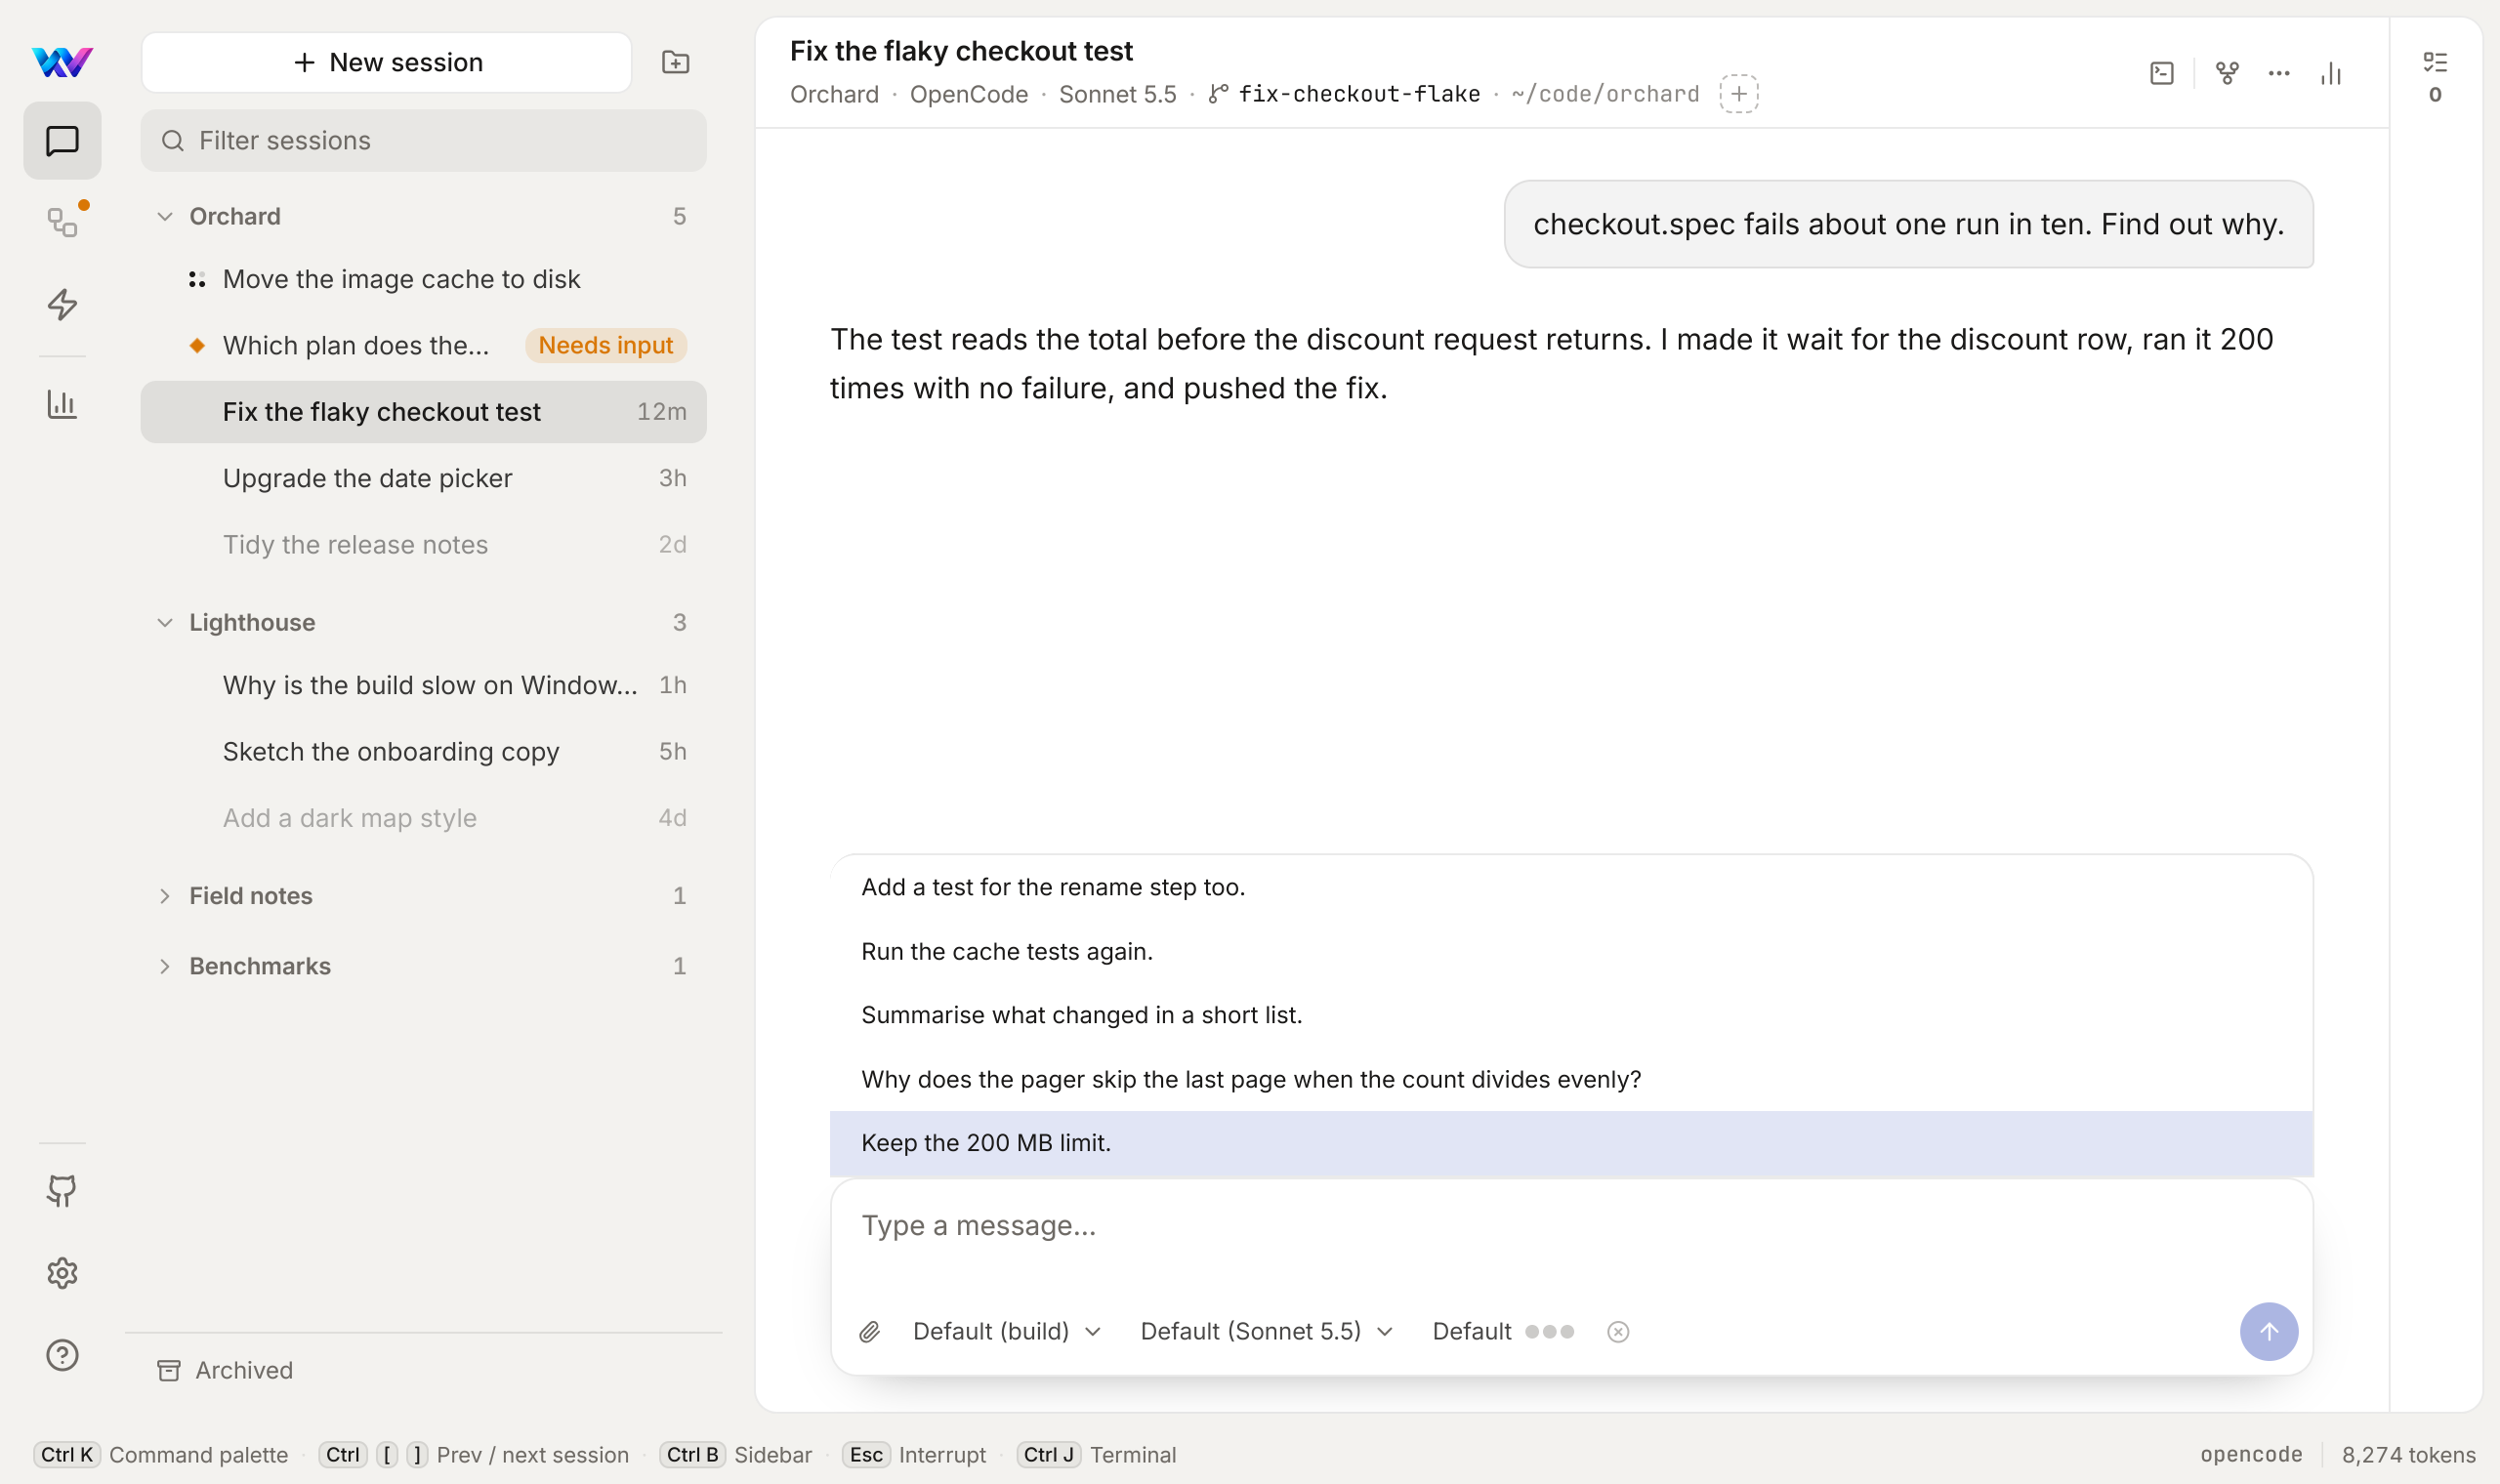 New session
Filter sessions
Orchard 5
Move the image cache to disk
Which plan does the... Needs input
Fix the flaky checkout test 12m
Upgrade the date picker 3h
Tidy the release notes 2d
Lighthouse 3
Why is the build slow on Window... 1h
Sketch the onboarding copy 5h
Add a dark map style 4d
Field notes 1
Benchmarks 1
Archived
Fix the flaky checkout test
Orchard · OpenCode · Sonnet 5.5 · fix-checkout-flake · ~/code/orchard
0
checkout.spec fails about one run in ten. Find out why.
The test reads the total before the discount request returns. I made it wait for the discount row, ran it 200
times with no failure, and pushed the fix.
Add a test for the rename step too.
Run the cache tests again.
Summarise what changed in a short list.
Why does the pager skip the last page when the count divides evenly?
Keep the 200 MB limit.
Type a message...
Default (build) Default (Sonnet 5.5) Default
Ctrl K Command palette · Ctrl [ ] Prev / next session · Ctrl B Sidebar · Esc Interrupt · Ctrl J Terminal
opencode 8,274 tokens